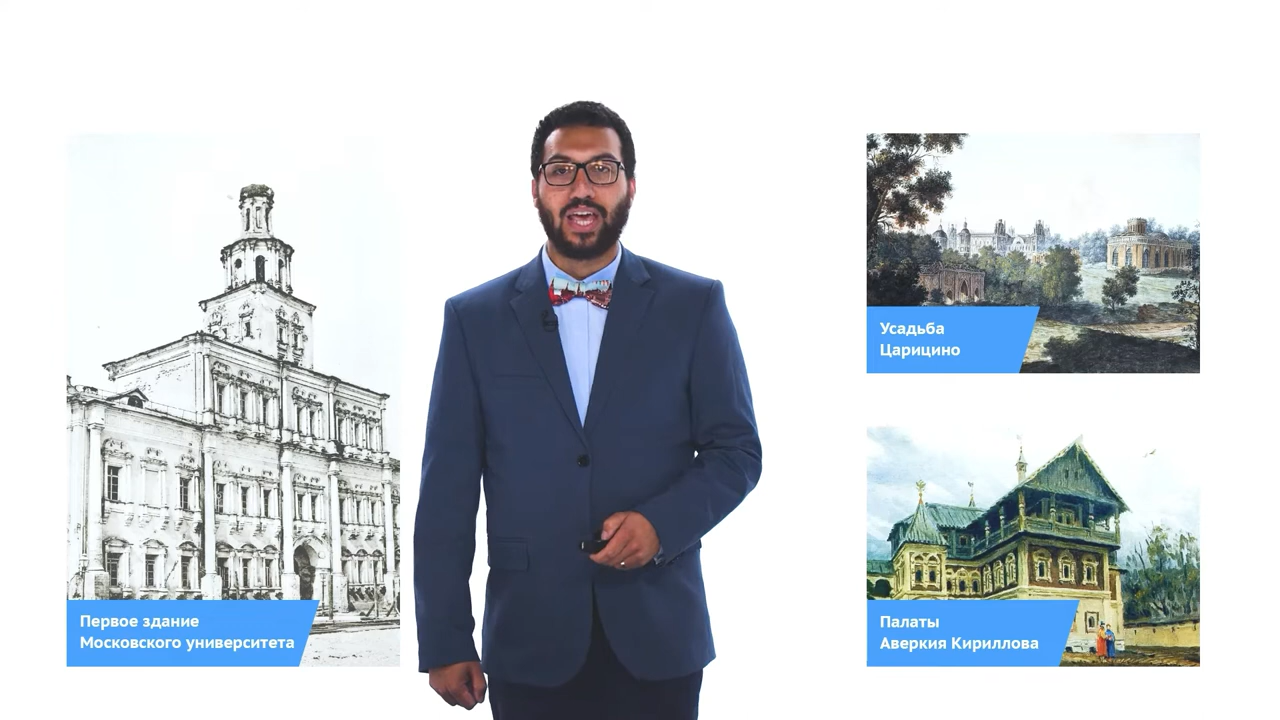 Первое здание
Московского университета
Усадьба
Царицино
Палаты
Аверкия Кириллова